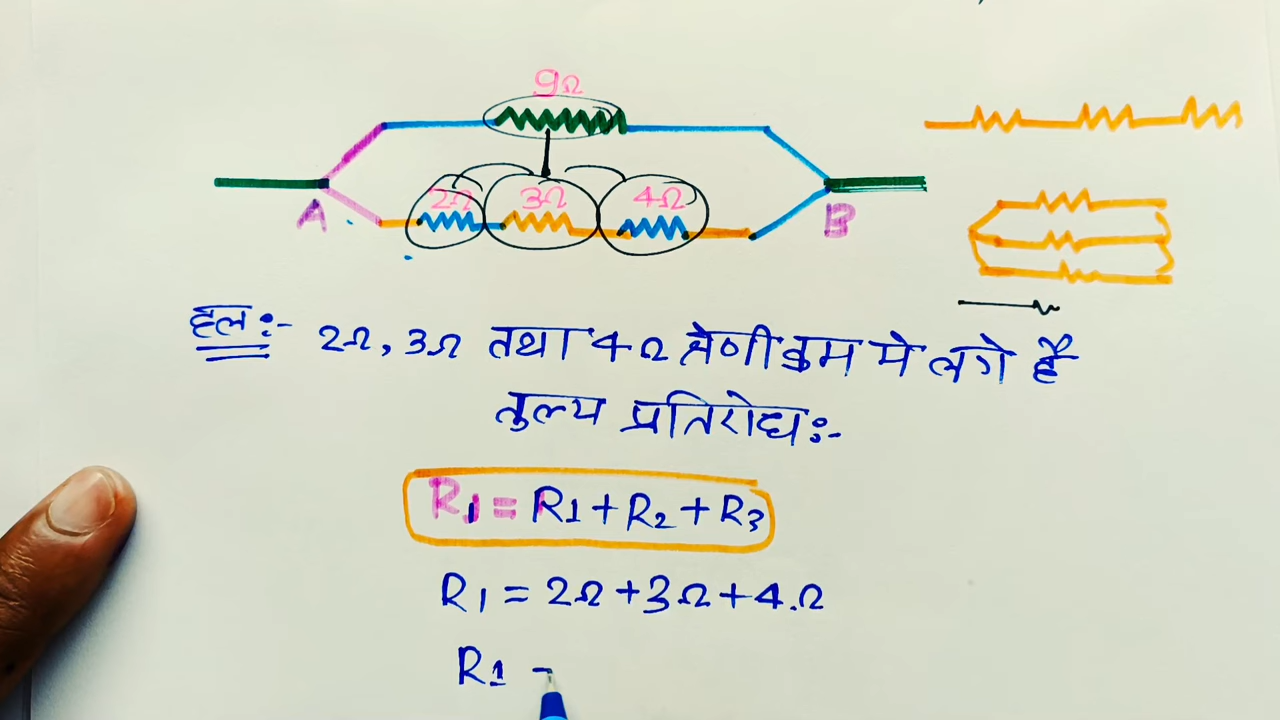 9Ω
2Ω 3Ω 4Ω
A B
हल:- 2Ω, 3Ω तथा 4Ω श्रेणीक्रम मे लगे है
तुल्य प्रतिरोध:-
R1 = R1 + R2 + R3
R1 = 2Ω + 3Ω + 4Ω
R1 -